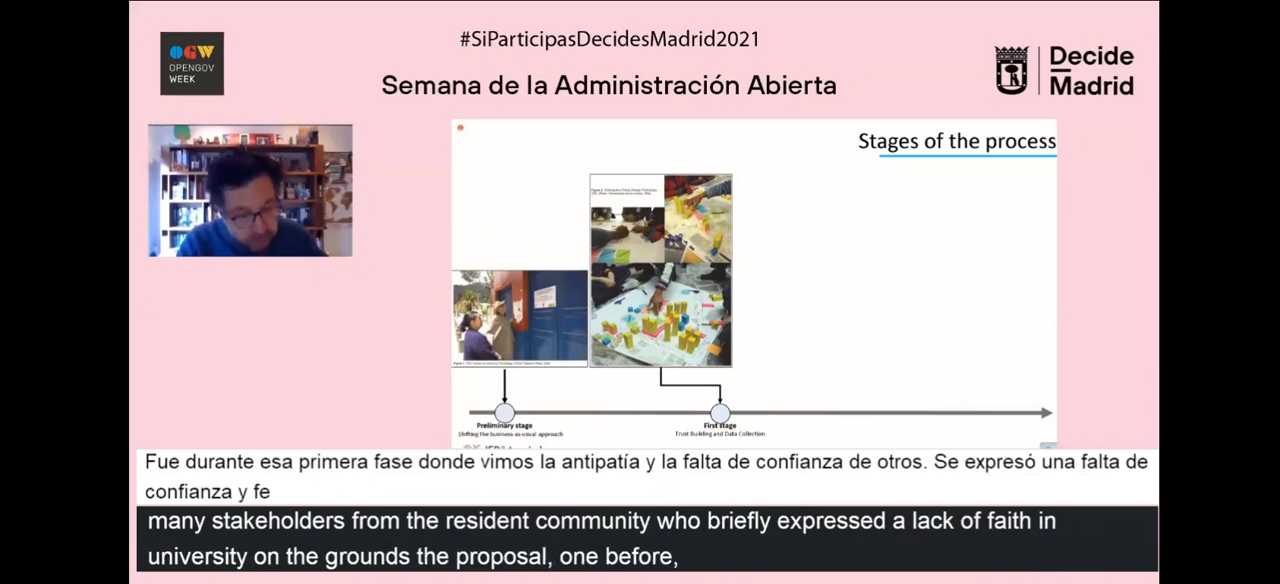 #SiParticipasDecidesMadrid2021
OGW
OPENGOV
WEEK
Semana de la Administración Abierta
Decide
Madrid
Stages of the process
Preliminary stage
Shifting the business-as-usual approach
First stage
Trust Building and Data Collection
Fue durante esa primera fase donde vimos la antipatía y la falta de confianza de otros. Se expresó una falta de
confianza y fe
many stakeholders from the resident community who briefly expressed a lack of faith in
university on the grounds the proposal, one before,